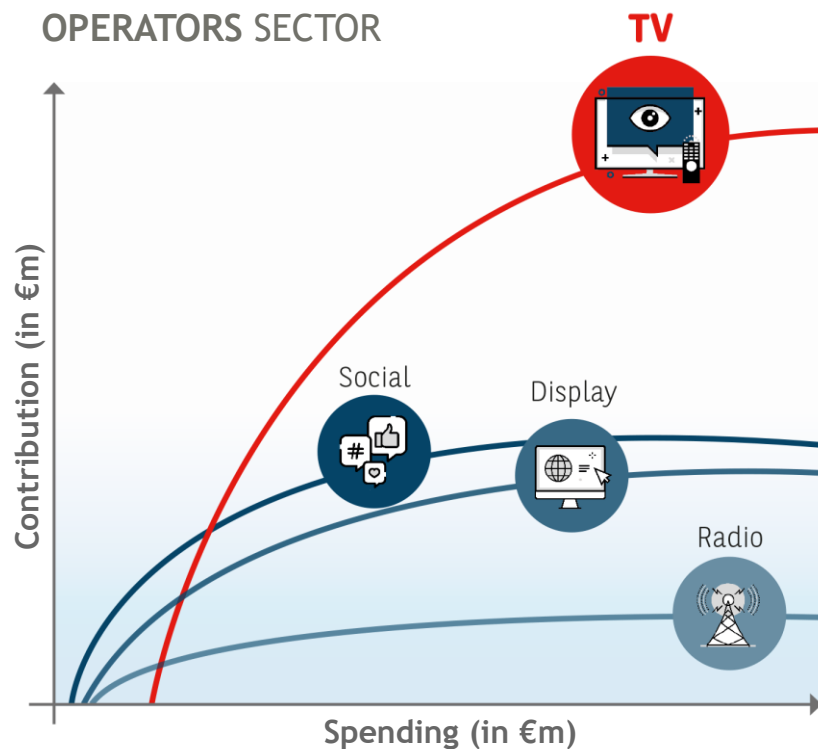 OPERATORS SECTOR
TV
Contribution (in €m)
Social
#
Display
Radio
Spending (in €m)